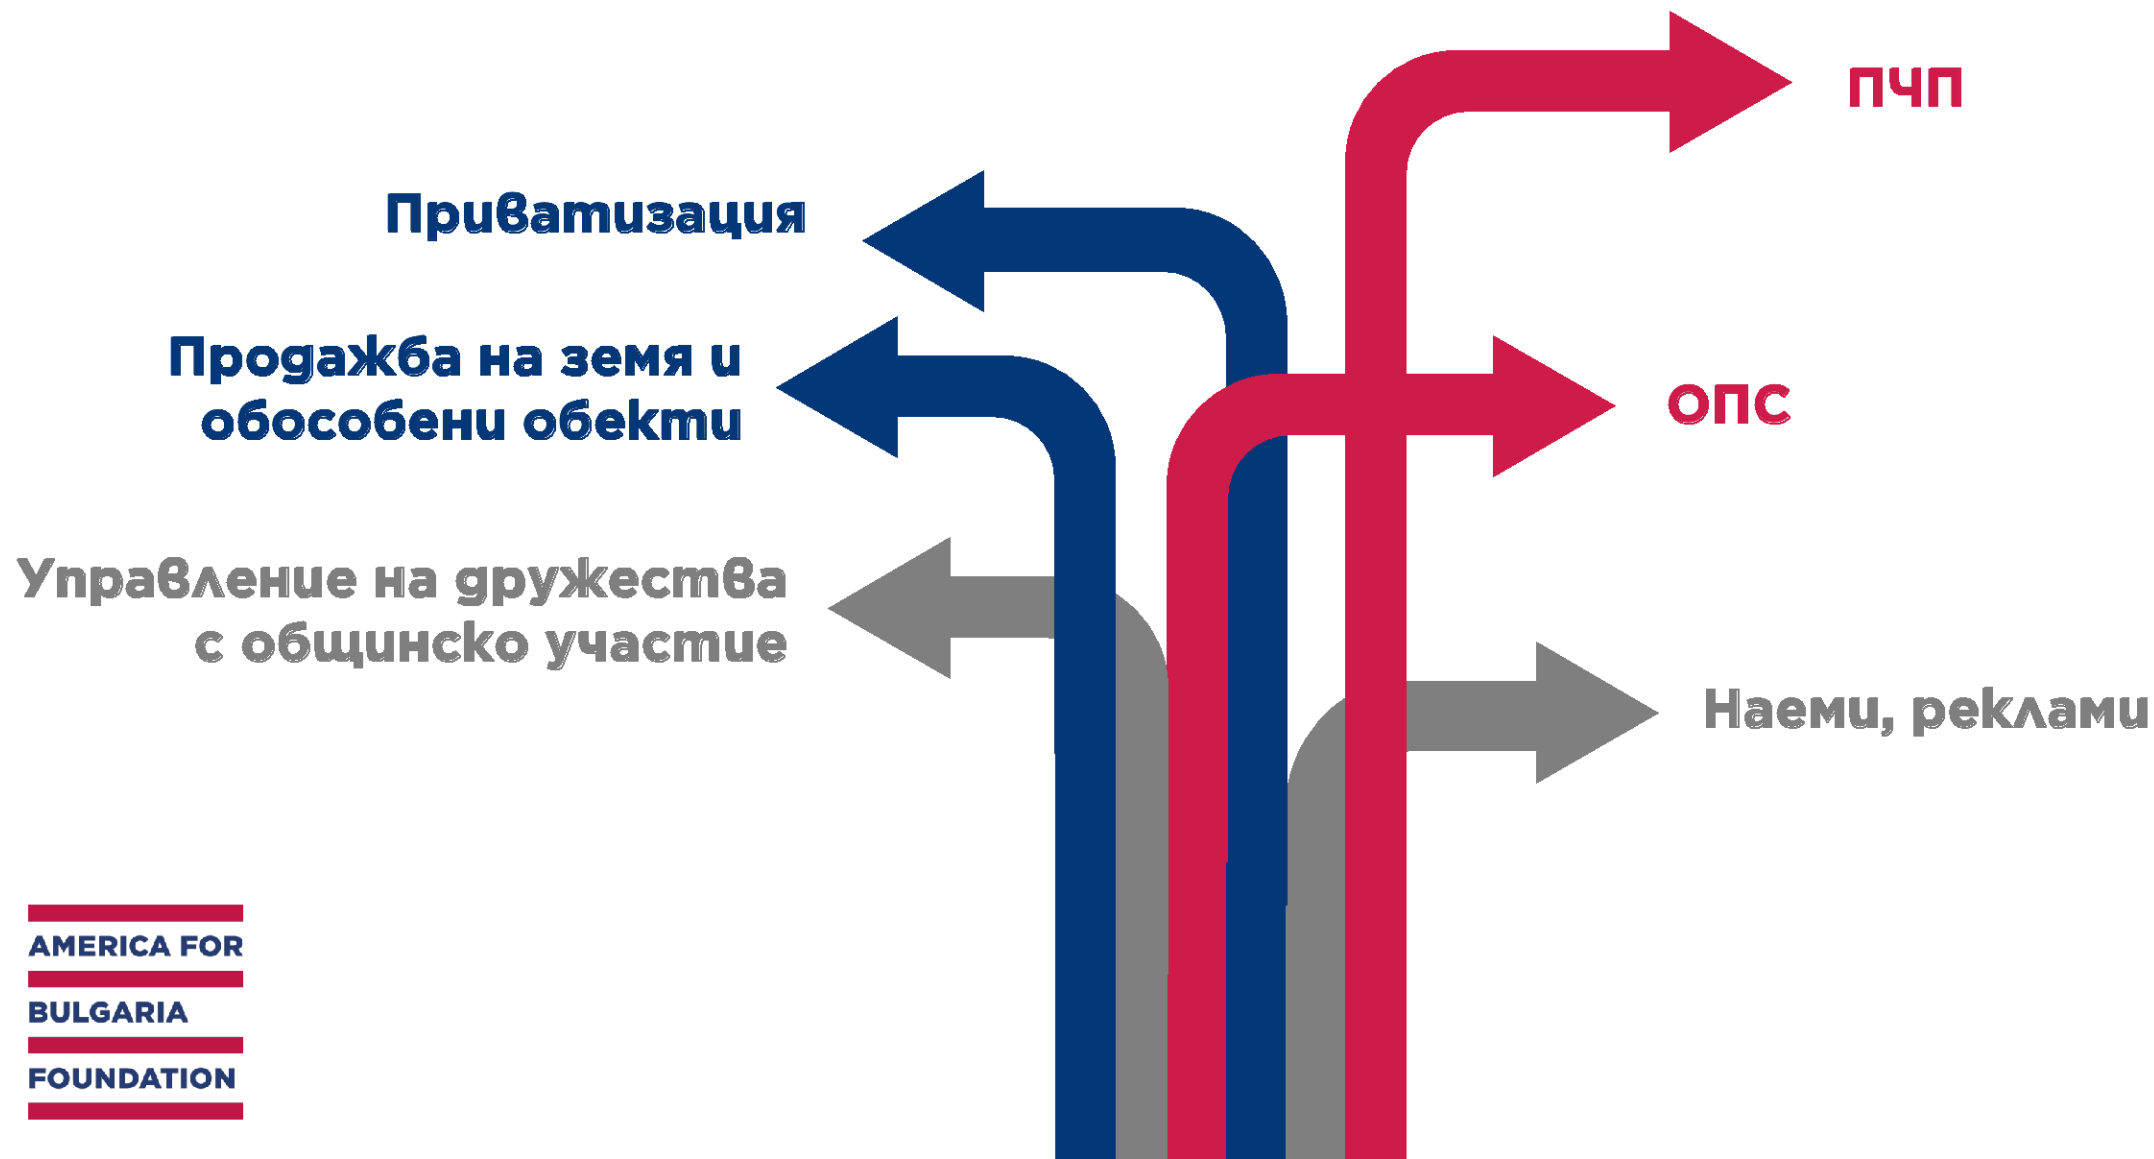 ПЧП
Приватизация
Продажба на земя и
обособени обекти
ОПС
Управление на дружества
с общинско участие
Наеми, реклами
AMERICA FOR
BULGARIA
FOUNDATION